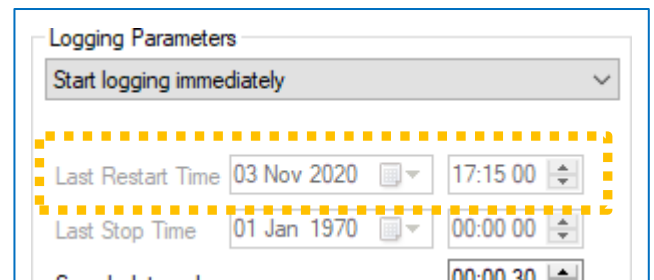 Logging Parameters
Start logging immediately
Last Restart Time 03 Nov 2020 17:15 00
Last Stop Time 01 Jan 1970 00:00 00
00:00 30